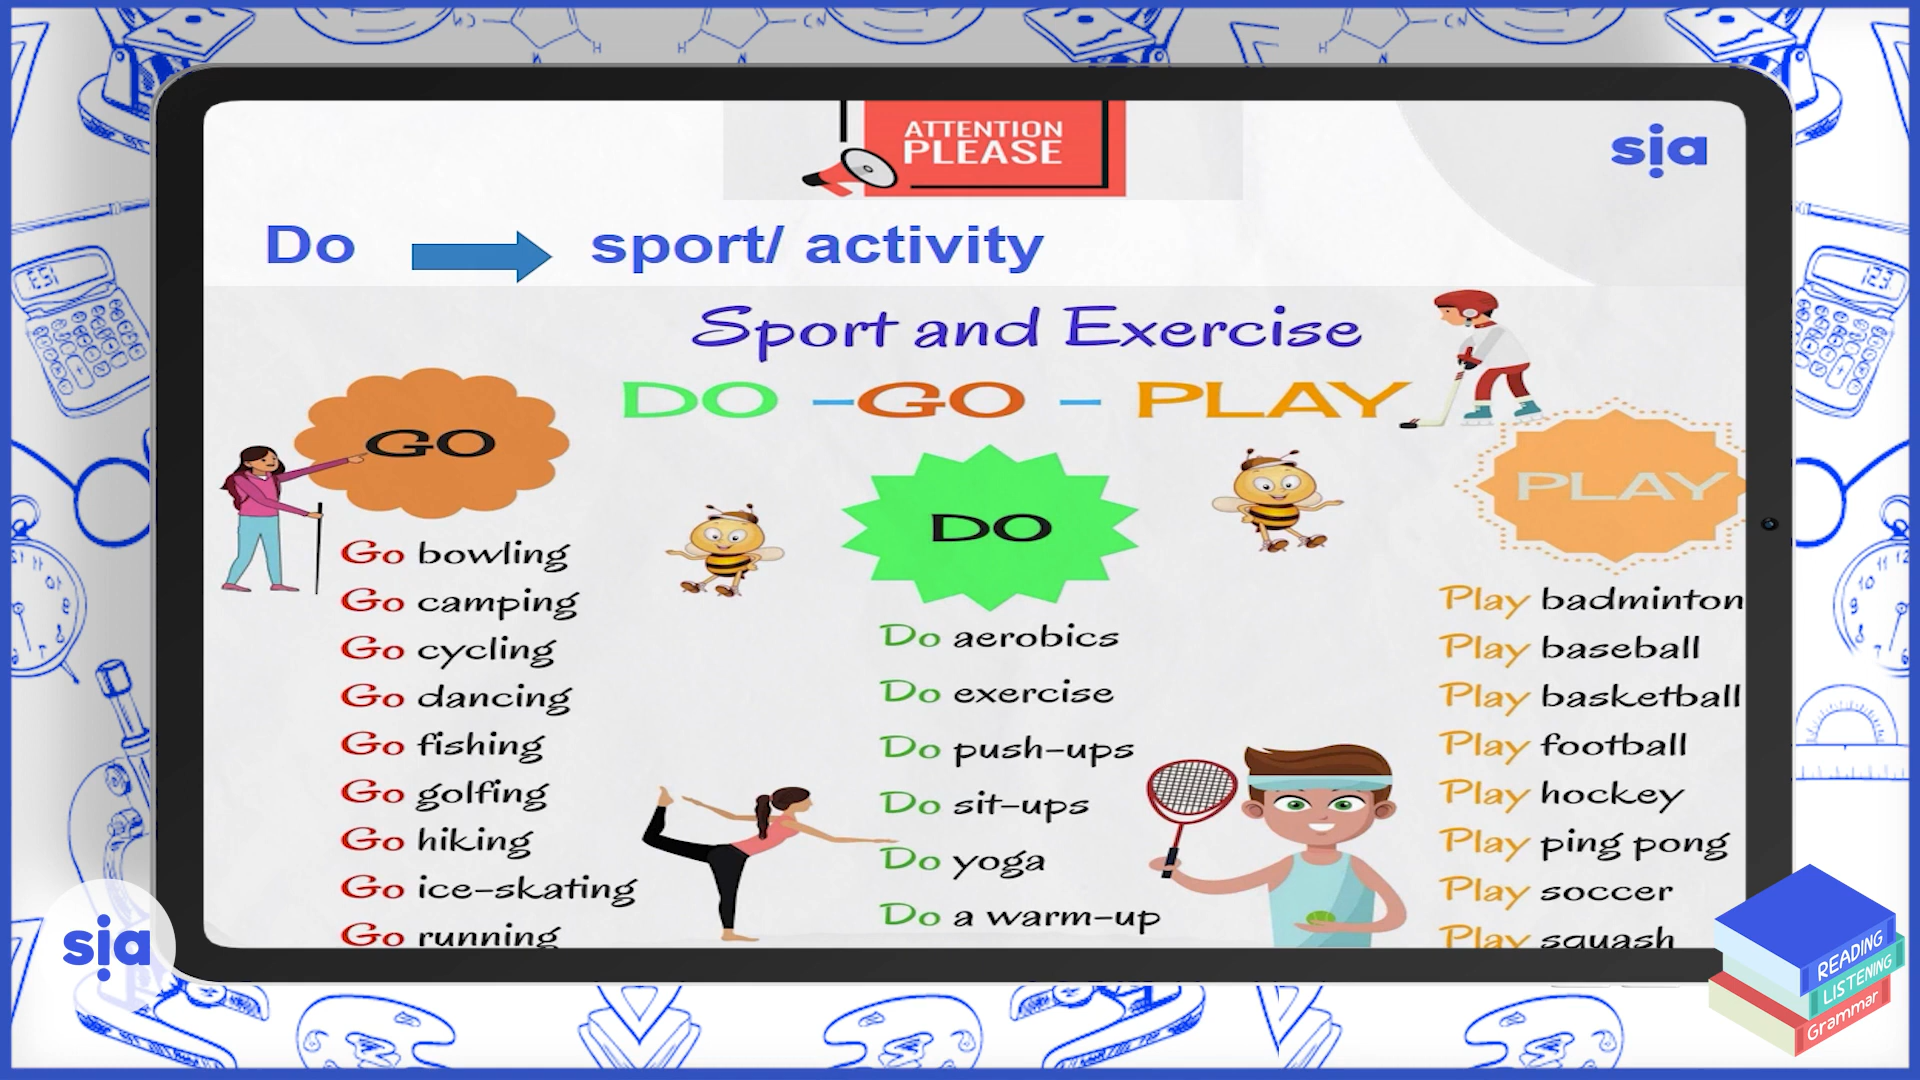 ATTENTION
PLEASE
sia
Do sport/ activity
Sport and Exercise
DO - GO - PLAY
GO
Go bowling
Go camping
Go cycling
Go dancing
Go fishing
Go golfing
Go hiking
Go ice-skating
Go running
DO
Do aerobics
Do exercise
Do push-ups
Do sit-ups
Do yoga
Do a warm-up
PLAY
Play badminton
Play baseball
Play basketball
Play football
Play hockey
Play ping pong
Play soccer
Play squash
sia
READING
LISTENING
Grammar